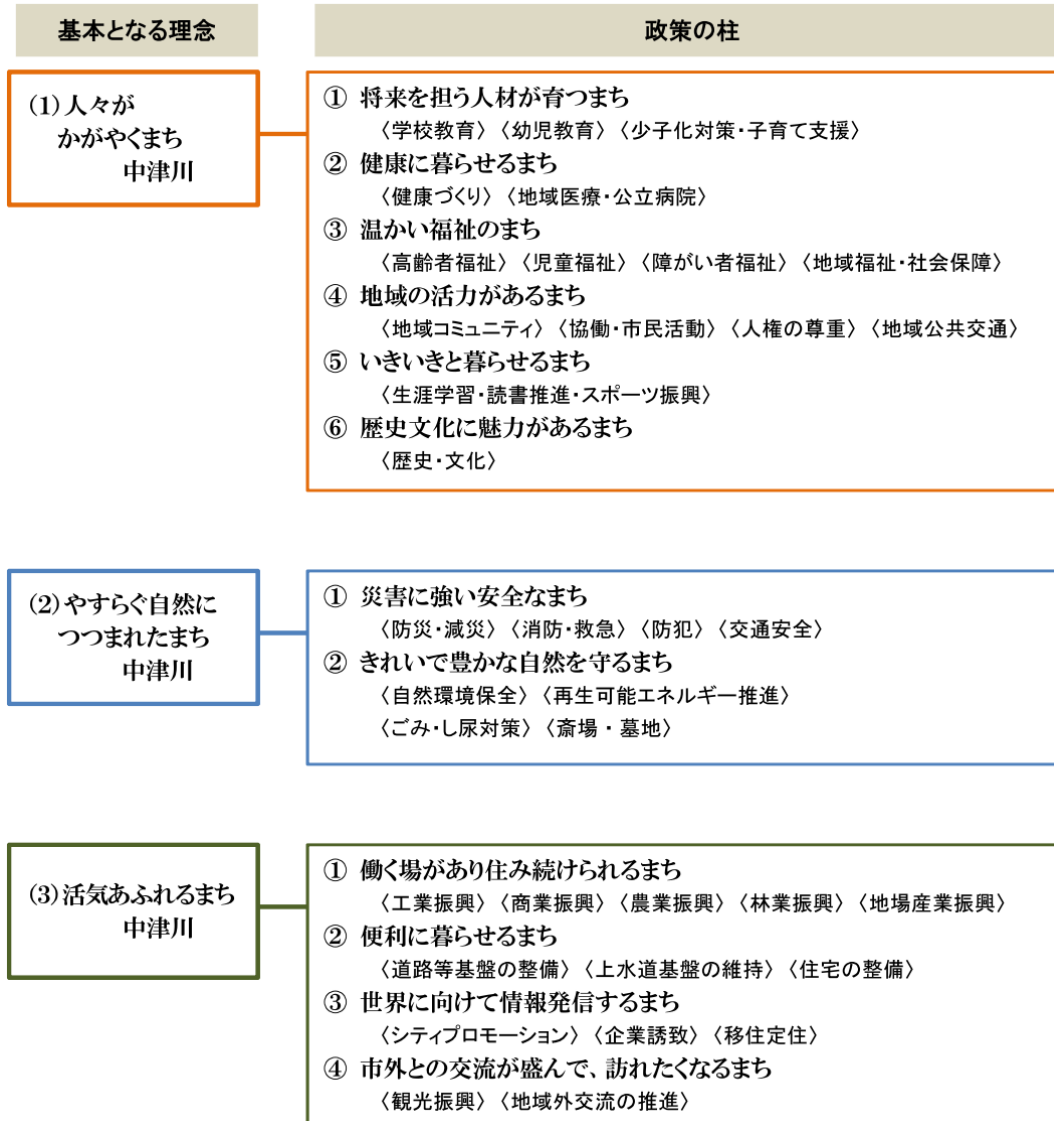 基本となる理念
政策の柱
(1)人々が
かがやくまち
中津川
① 将来を担う人材が育つまち
〈学校教育〉〈幼児教育〉〈少子化対策・子育て支援〉
② 健康に暮らせるまち
〈健康づくり〉〈地域医療・公立病院〉
③ 温かい福祉のまち
〈高齢者福祉〉〈児童福祉〉〈障がい者福祉〉〈地域福祉・社会保障〉
④ 地域の活力があるまち
〈地域コミュニティ〉〈協働・市民活動〉〈人権の尊重〉〈地域公共交通〉
⑤ いきいきと暮らせるまち
〈生涯学習・読書推進・スポーツ振興〉
⑥ 歴史文化に魅力があるまち
〈歴史・文化〉
(2)やすらぐ自然に
つつまれたまち
中津川
① 災害に強い安全なまち
〈防災・減災〉〈消防・救急〉〈防犯〉〈交通安全〉
② きれいで豊かな自然を守るまち
〈自然環境保全〉〈再生可能エネルギー推進〉
〈ごみ・し尿対策〉〈斎場・墓地〉
(3)活気あふれるまち
中津川
① 働く場があり住み続けられるまち
〈工業振興〉〈商業振興〉〈農業振興〉〈林業振興〉〈地場産業振興〉
② 便利に暮らせるまち
〈道路等基盤の整備〉〈上水道基盤の維持〉〈住宅の整備〉
③ 世界に向けて情報発信するまち
〈シティプロモーション〉〈企業誘致〉〈移住定住〉
④ 市外との交流が盛んで、訪れたくなるまち
〈観光振興〉〈地域外交流の推進〉